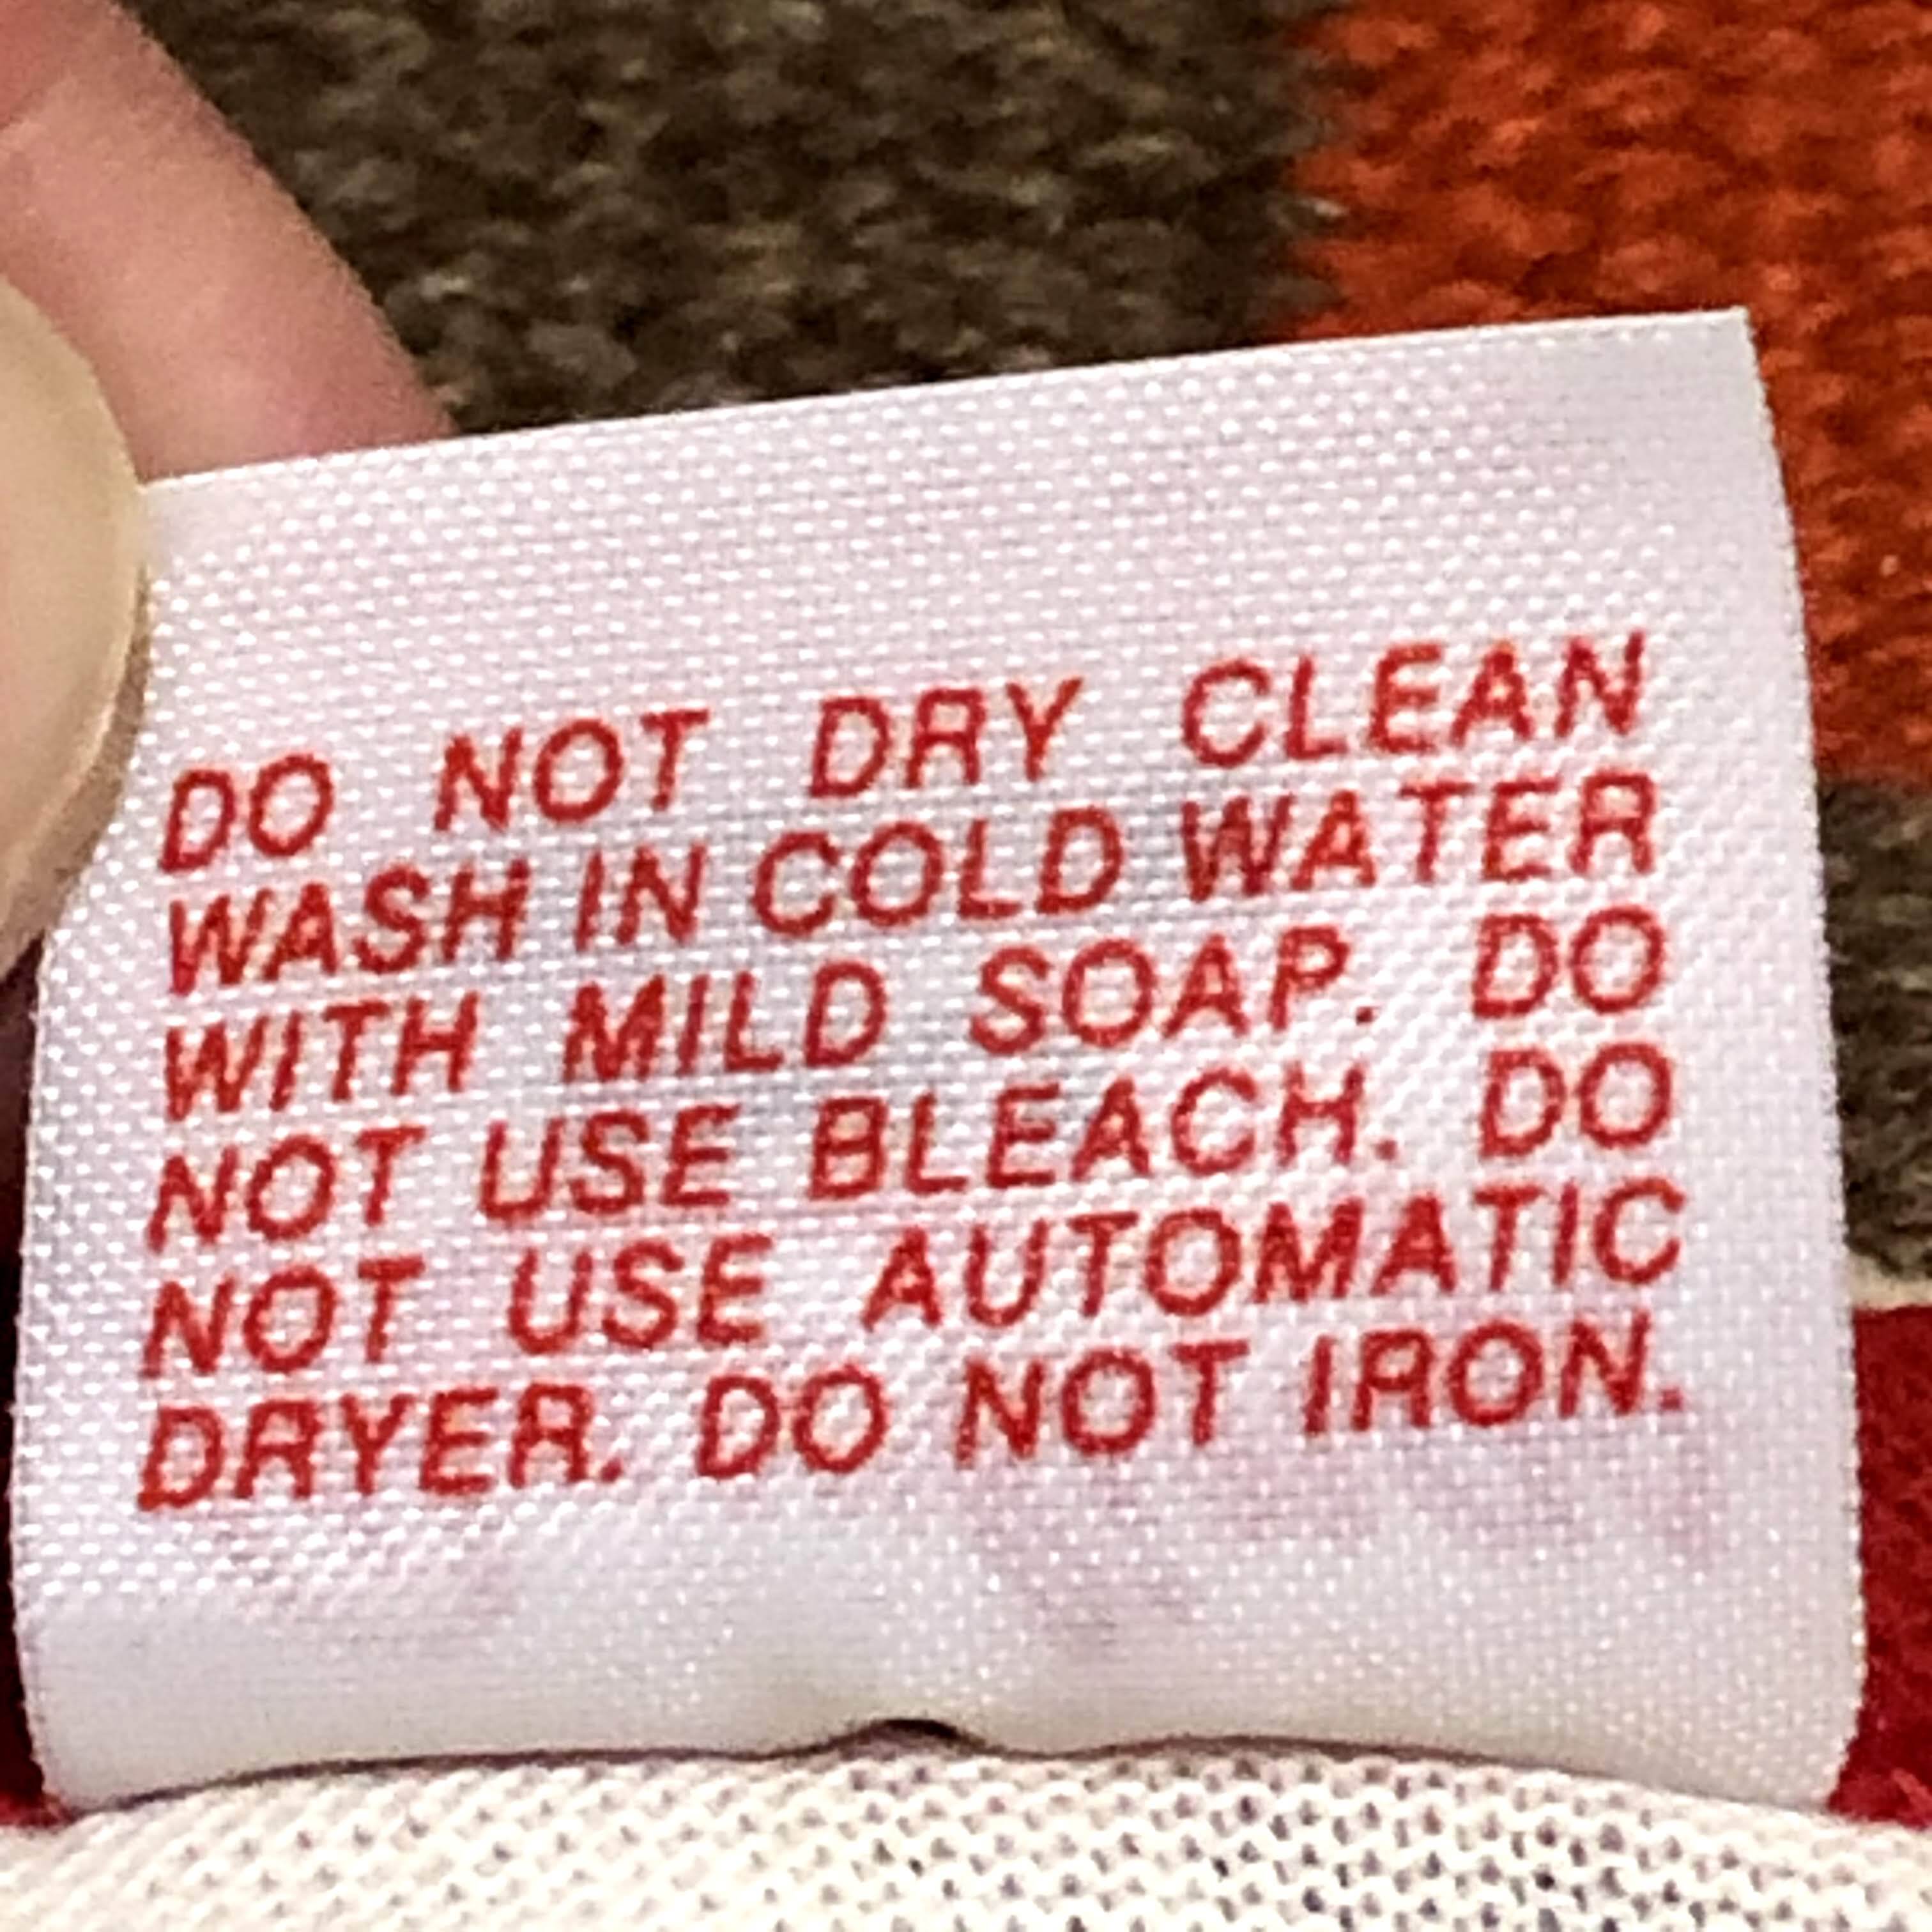 DO NOT DRY CLEAN
WASH IN COLD WATER
WITH MILD SOAP. DO
NOT USE BLEACH. DO
NOT USE AUTOMATIC
DRYER. DO NOT IRON.